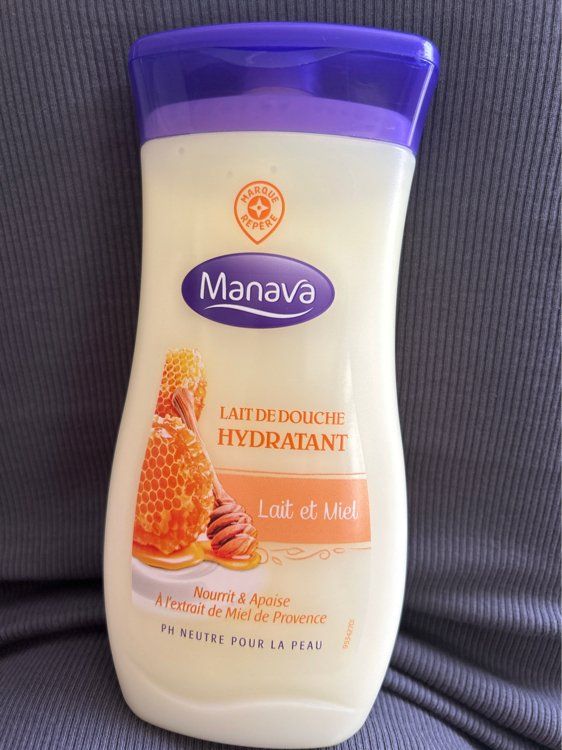 MARQUE
REPÈRE
Manava
LAIT DE DOUCHE
HYDRATANT
Lait et Miel
Nourrit & Apaise
À l'extrait de Miel de Provence
PH NEUTRE POUR LA PEAU